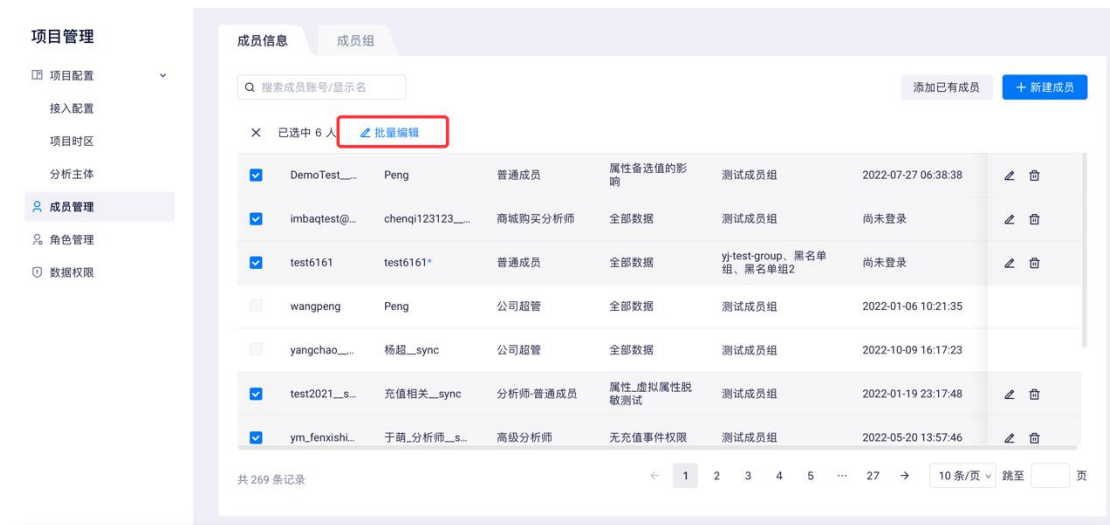 项目管理
项目配置
接入配置
项目时区
分析主体
成员管理
角色管理
数据权限
成员信息 成员组
搜索成员账号/显示名 添加已有成员 + 新建成员
已选中 6 人 批量编辑
DemoTest__... Peng 普通成员 属性备选值的影响 测试成员组 2022-07-27 06:38:38
imbaqtest@... chenqi123123__... 商城购买分析师 全部数据 测试成员组 尚未登录
test6161 test6161* 普通成员 全部数据 yj-test-group、黑名单组、黑名单组2 尚未登录
wangpeng Peng 公司超管 全部数据 测试成员组 2022-01-06 10:21:35
yangchao__... 杨超__sync 公司超管 全部数据 测试成员组 2022-10-09 16:17:23
test2021__s... 充值相关__sync 分析师-普通成员 属性_虚拟属性脱敏测试 测试成员组 2022-01-19 23:17:48
ym_fenxishi... 于萌_分析师__s... 高级分析师 无充值事件权限 测试成员组 2022-05-20 13:57:46
共 269 条记录 ← 1 2 3 4 5 ... 27 → 10 条/页 跳至 页